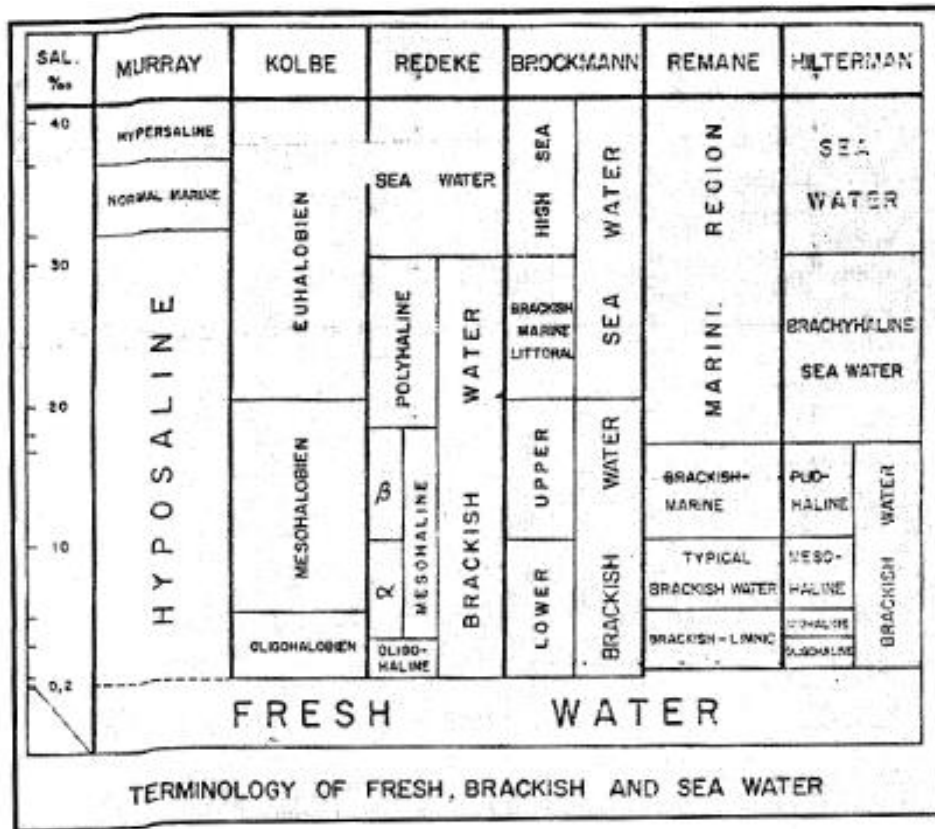 SAL. ‰
MURRAY
KOLBE
REDEKE
BROCKMANN
REMANE
HILTERMAN
40
30
20
10
0,2
HYPERSALINE
NORMAL MARINE
HYPOSALINE
EUHALOBIEN
MESOHALOBIEN
OLIGOHALOBIEN
SEA WATER
POLYHALINE
β
α
MESOHALINE
OLIGO-
HALINE
BRACKISH WATER
HIGH SEA
BRACKISH
MARINE
LITTORAL
UPPER
LOWER
SEA WATER
BRACKISH WATER
MARINE REGION
BRACKISH-
MARINE
TYPICAL
BRACKISH WATER
BRACKISH-LIMNIC
SEA
WATER
BRACHYHALINE
SEA WATER
HALINE
MESO-
HALINE
OLIGOHALINE
BRACKISH WATER
FRESH WATER
TERMINOLOGY OF FRESH, BRACKISH AND SEA WATER